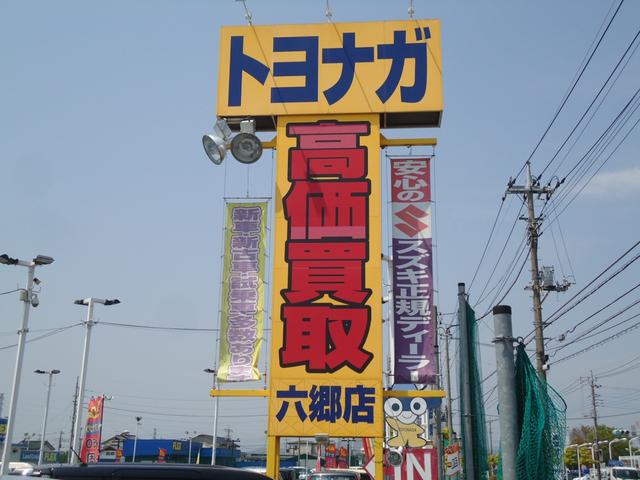 トヨナガ
高価買取
安心の
スズキ正規ディーラー
六郷店
IN